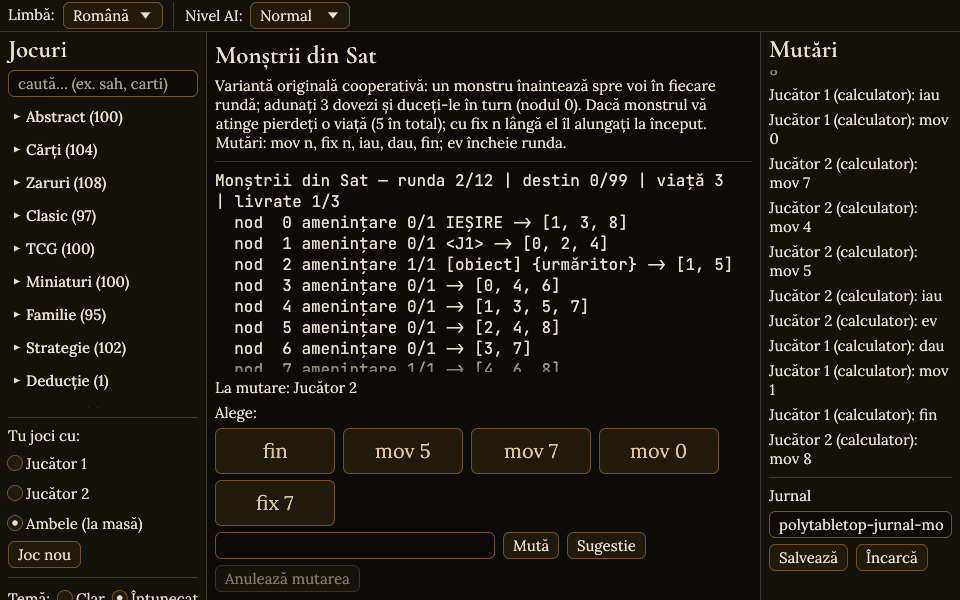 Limbă: Română ▼ Nivel AI: Normal ▼
Jocuri
caută... (ex. sah, carti)
▸ Abstract (100)
▸ Cărți (104)
▸ Zaruri (108)
▸ Clasic (97)
▸ TCG (100)
▸ Miniaturi (100)
▸ Familie (95)
▸ Strategie (102)
▸ Deducție (1)
Tu joci cu:
Jucător 1
Jucător 2
Ambele (la masă)
Joc nou
Temă: Clar Întunecat
Monștrii din Sat
Variantă originală cooperativă: un monstru înaintează spre voi în fiecare
rundă; adunați 3 dovezi și duceți-le în turn (nodul 0). Dacă monstrul vă
atinge pierdeți o viață (5 în total); cu fix n lângă el îl alungați la început.
Mutări: mov n, fix n, iau, dau, fin; ev încheie runda.
Monștrii din Sat — runda 2/12 | destin 0/99 | viață 3
| livrate 1/3
nod 0 amenințare 0/1 IEȘIRE -> [1, 3, 8]
nod 1 amenințare 0/1 <J1> -> [0, 2, 4]
nod 2 amenințare 1/1 [obiect] {următritor} -> [1, 5]
nod 3 amenințare 0/1 -> [0, 4, 6]
nod 4 amenințare 0/1 -> [1, 3, 5, 7]
nod 5 amenințare 0/1 -> [2, 4, 8]
nod 6 amenințare 0/1 -> [3, 7]
nod 7 amenințare 1/1 -> [4, 6, 8]
La mutare: Jucător 2
Alege:
fin
mov 5
mov 7
mov 0
fix 7
Mută
Sugestie
Anulează mutarea
Mutări
8
Jucător 1 (calculator): iau
Jucător 1 (calculator): mov
0
Jucător 2 (calculator):
mov 7
Jucător 2 (calculator):
mov 4
Jucător 2 (calculator):
mov 5
Jucător 2 (calculator): iau
Jucător 2 (calculator): ev
Jucător 1 (calculator): dau
Jucător 1 (calculator): mov
1
Jucător 1 (calculator): fin
Jucător 2 (calculator):
mov 8
Jurnal
polytabletop-jurnal-mo
Salvează
Încarcă